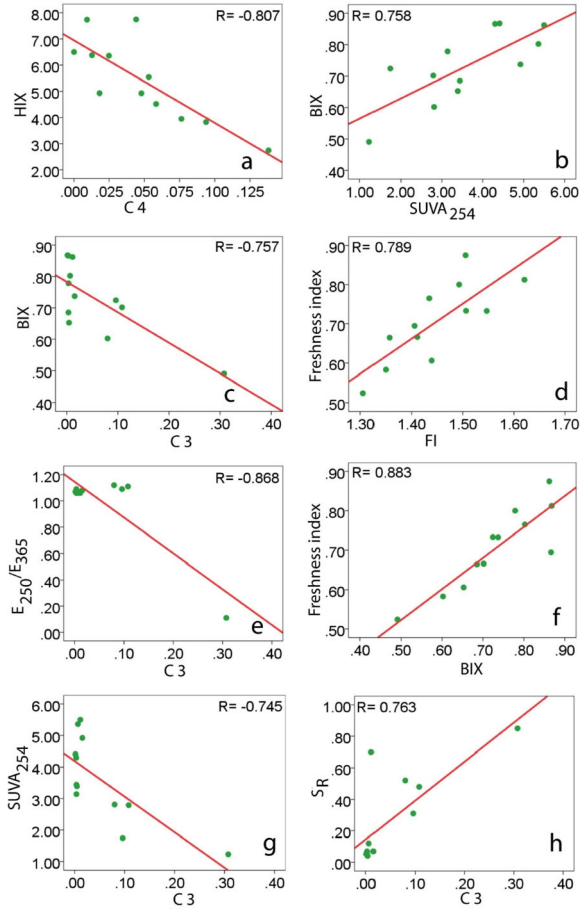 R= -0.807
8.00
7.00
6.00
5.00
4.00
3.00
2.00
HIX
a
.000 .025 .050 .075 .100 .125
C 4
R= 0.758
.90
.80
.70
.60
.50
.40
BIX
b
1.00 2.00 3.00 4.00 5.00 6.00
SUVA254
R= -0.757
.90
.80
.70
.60
.50
.40
BIX
c
.00 .10 .20 .30 .40
C 3
R= 0.789
.90
.80
.70
.60
.50
Freshness index
d
1.30 1.40 1.50 1.60 1.70
FI
R= -0.868
1.20
1.00
.80
.60
.40
.20
.00
E250/E365
e
.00 .10 .20 .30 .40
C 3
R= 0.883
.90
.80
.70
.60
.50
Freshness index
f
.40 .50 .60 .70 .80 .90
BIX
R= -0.745
6.00
5.00
4.00
3.00
2.00
1.00
SUVA254
g
.00 .10 .20 .30 .40
C 3
R= 0.763
1.00
.80
.60
.40
.20
.00
SR
h
.00 .10 .20 .30 .40
C 3